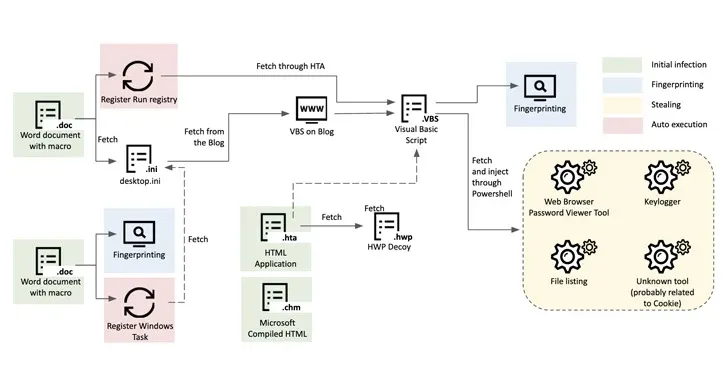 Fetch through HTA
Initial infection
Fingerprinting
Stealing
Auto execution
Register Run registry
.doc
Word document
with macro
Fetch
.ini
desktop.ini
Fetch from
the Blog
WWW
VBS on Blog
.VBS
Visual Basic
Script
Fingerprinting
Fetch
and inject
through
Powershell
Web Browser
Password Viewer Tool
Keylogger
File listing
Unknown tool
(probably related
to Cookie)
.doc
Word document
with macro
Fingerprinting
Register Windows
Task
Fetch
.hta
HTML
Application
Fetch
Fetch
.hwp
HWP Decoy
.chm
Microsoft
Compiled HTML